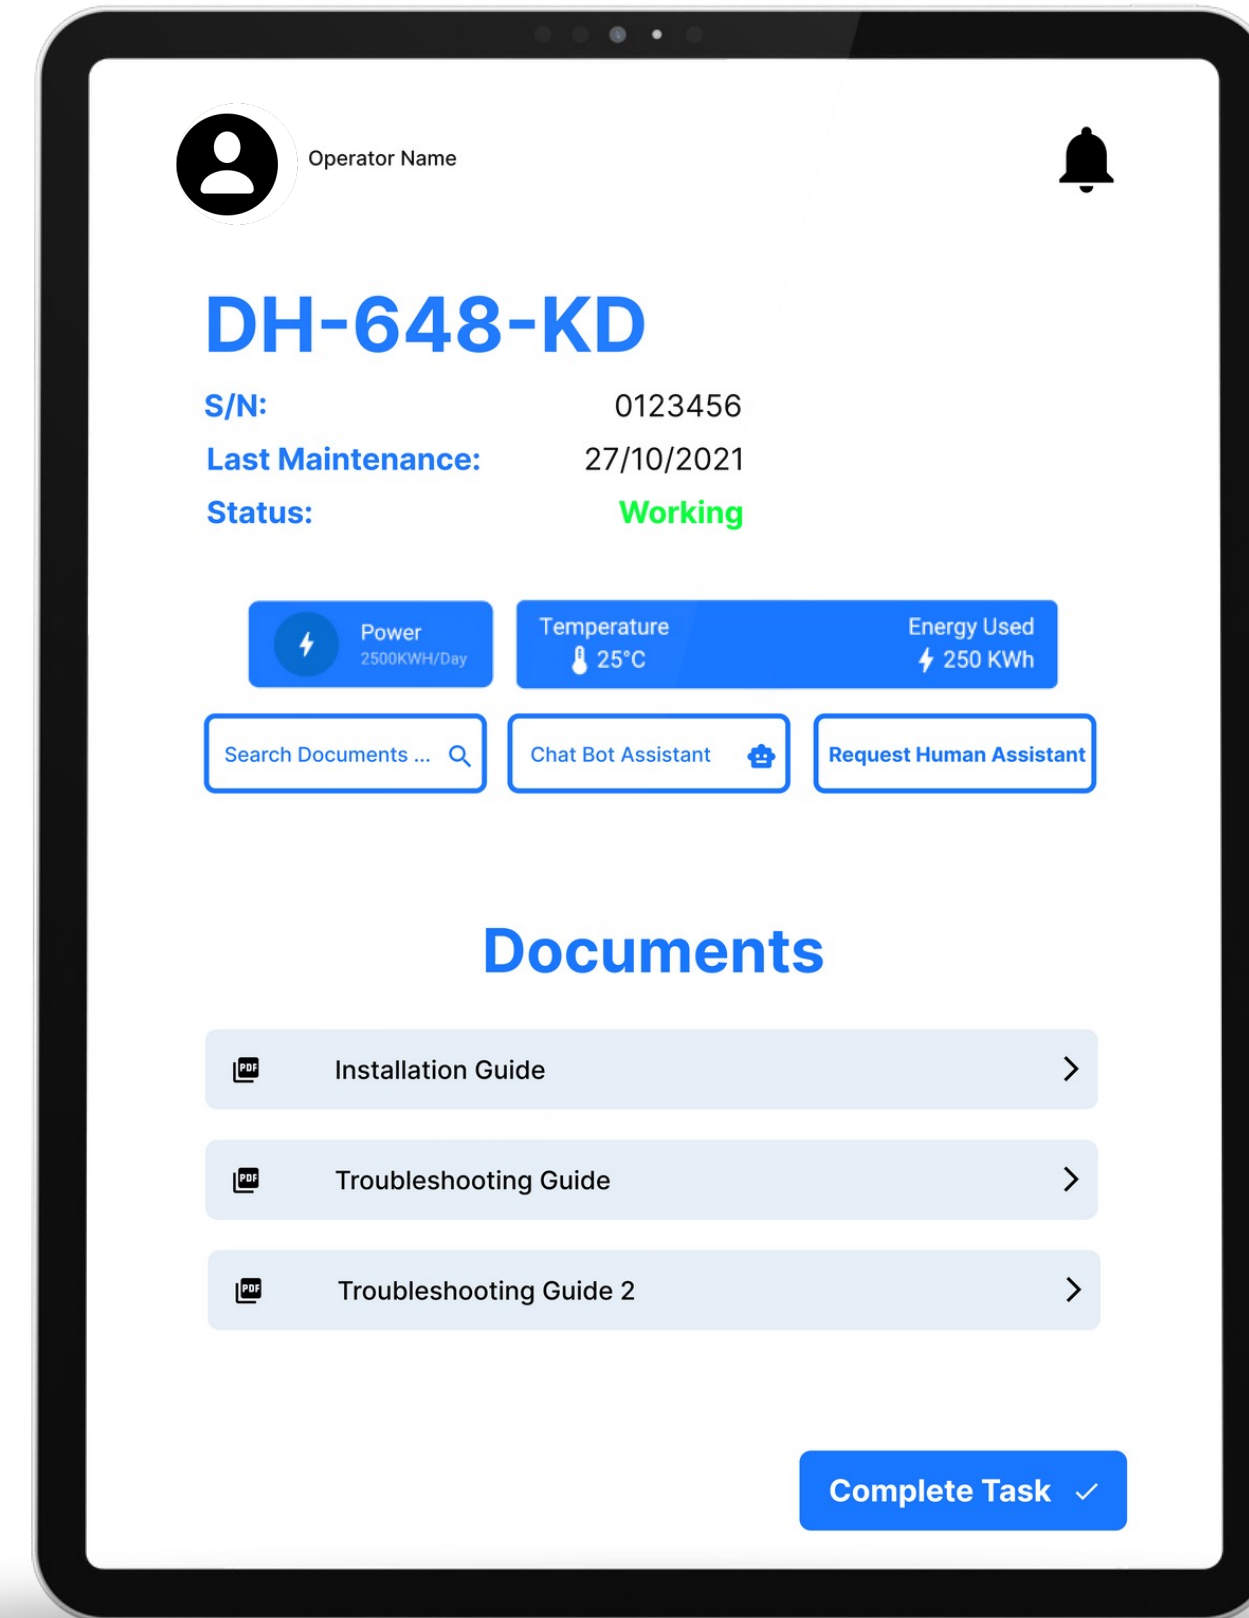 Operator Name
DH-648-KD
S/N: 0123456
Last Maintenance: 27/10/2021
Status: Working
Power
2500KWH/Day
Temperature
25°C
Energy Used
250 KWh
Search Documents ...
Chat Bot Assistant
Request Human Assistant
Documents
PDF Installation Guide
PDF Troubleshooting Guide
PDF Troubleshooting Guide 2
Complete Task